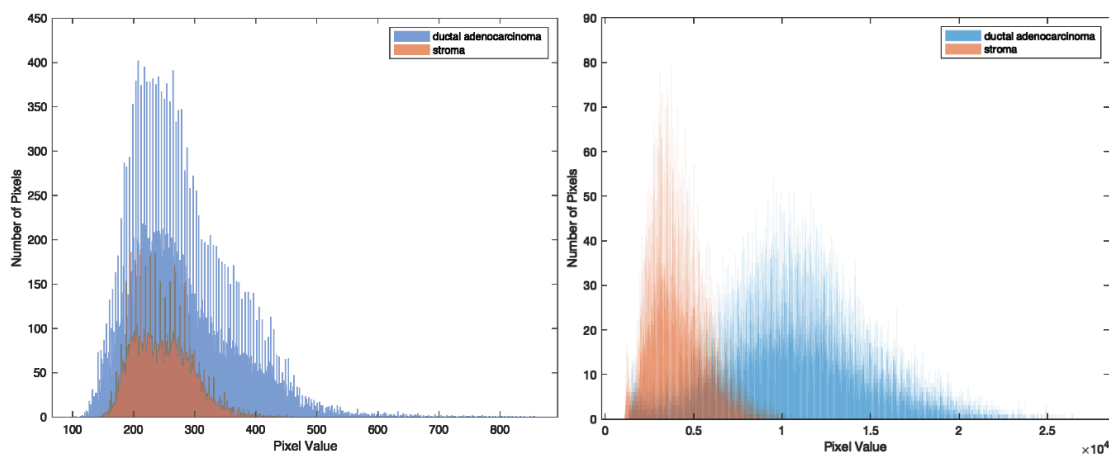 450
400
350
300
250
200
150
100
50
0
Number of Pixels
ductal adenocarcinoma
stroma
100 200 300 400 500 600 700 800
Pixel Value
90
80
70
60
50
40
30
20
10
0
Number of Pixels
ductal adenocarcinoma
stroma
0 0.5 1 1.5 2 2.5
Pixel Value
×10⁴